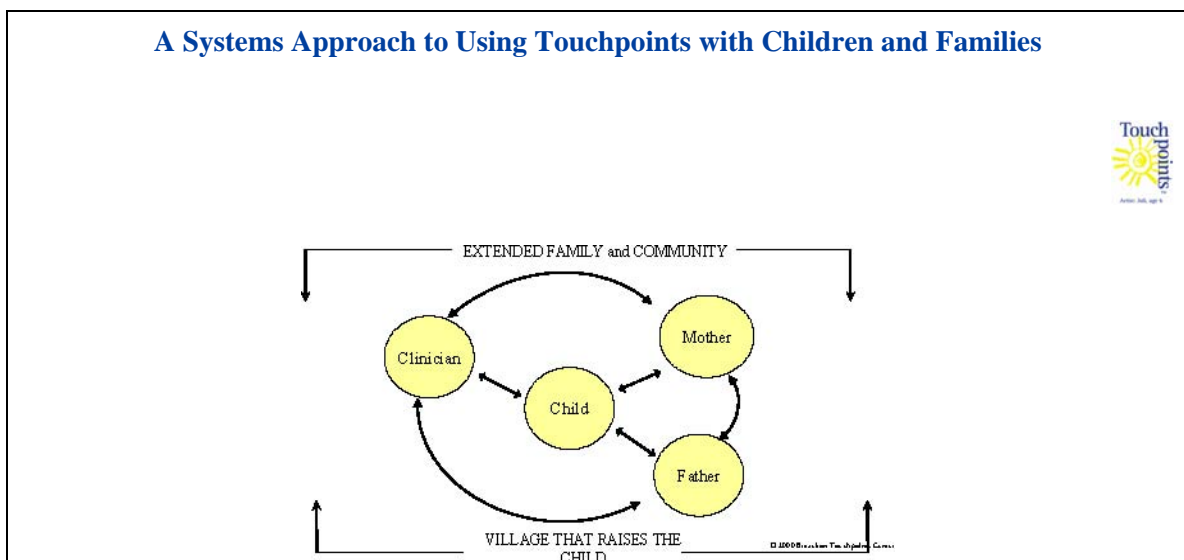 A Systems Approach to Using Touchpoints with Children and Families
Touch
points
EXTENDED FAMILY and COMMUNITY
Mother
Clinician
Child
Father
VILLAGE THAT RAISES THE
CHILD
Touchpoints